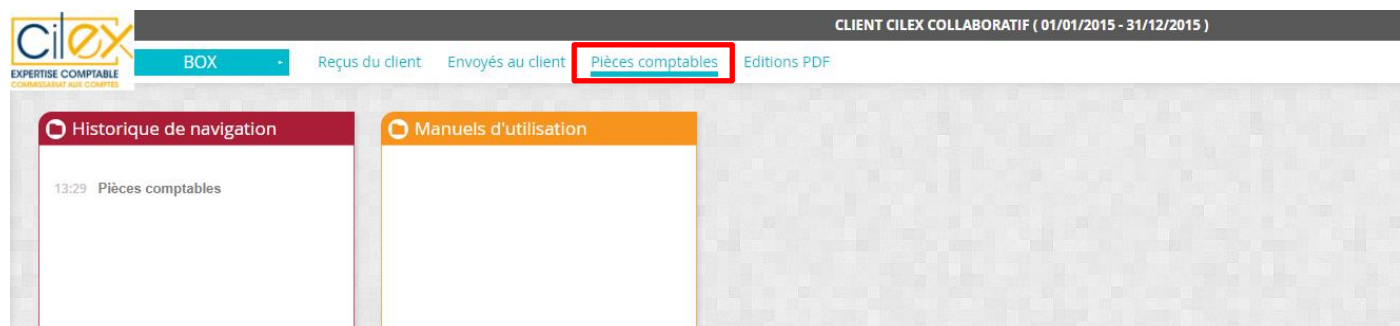 CLIENT CILEX COLLABORATIF ( 01/01/2015 - 31/12/2015 )
Cilex
EXPERTISE COMPTABLE
COMMISSARIAT AUX COMPTES
BOX Reçus du client Envoyés au client Pièces comptables Editions PDF
Historique de navigation
13:29 Pièces comptables
Manuels d'utilisation